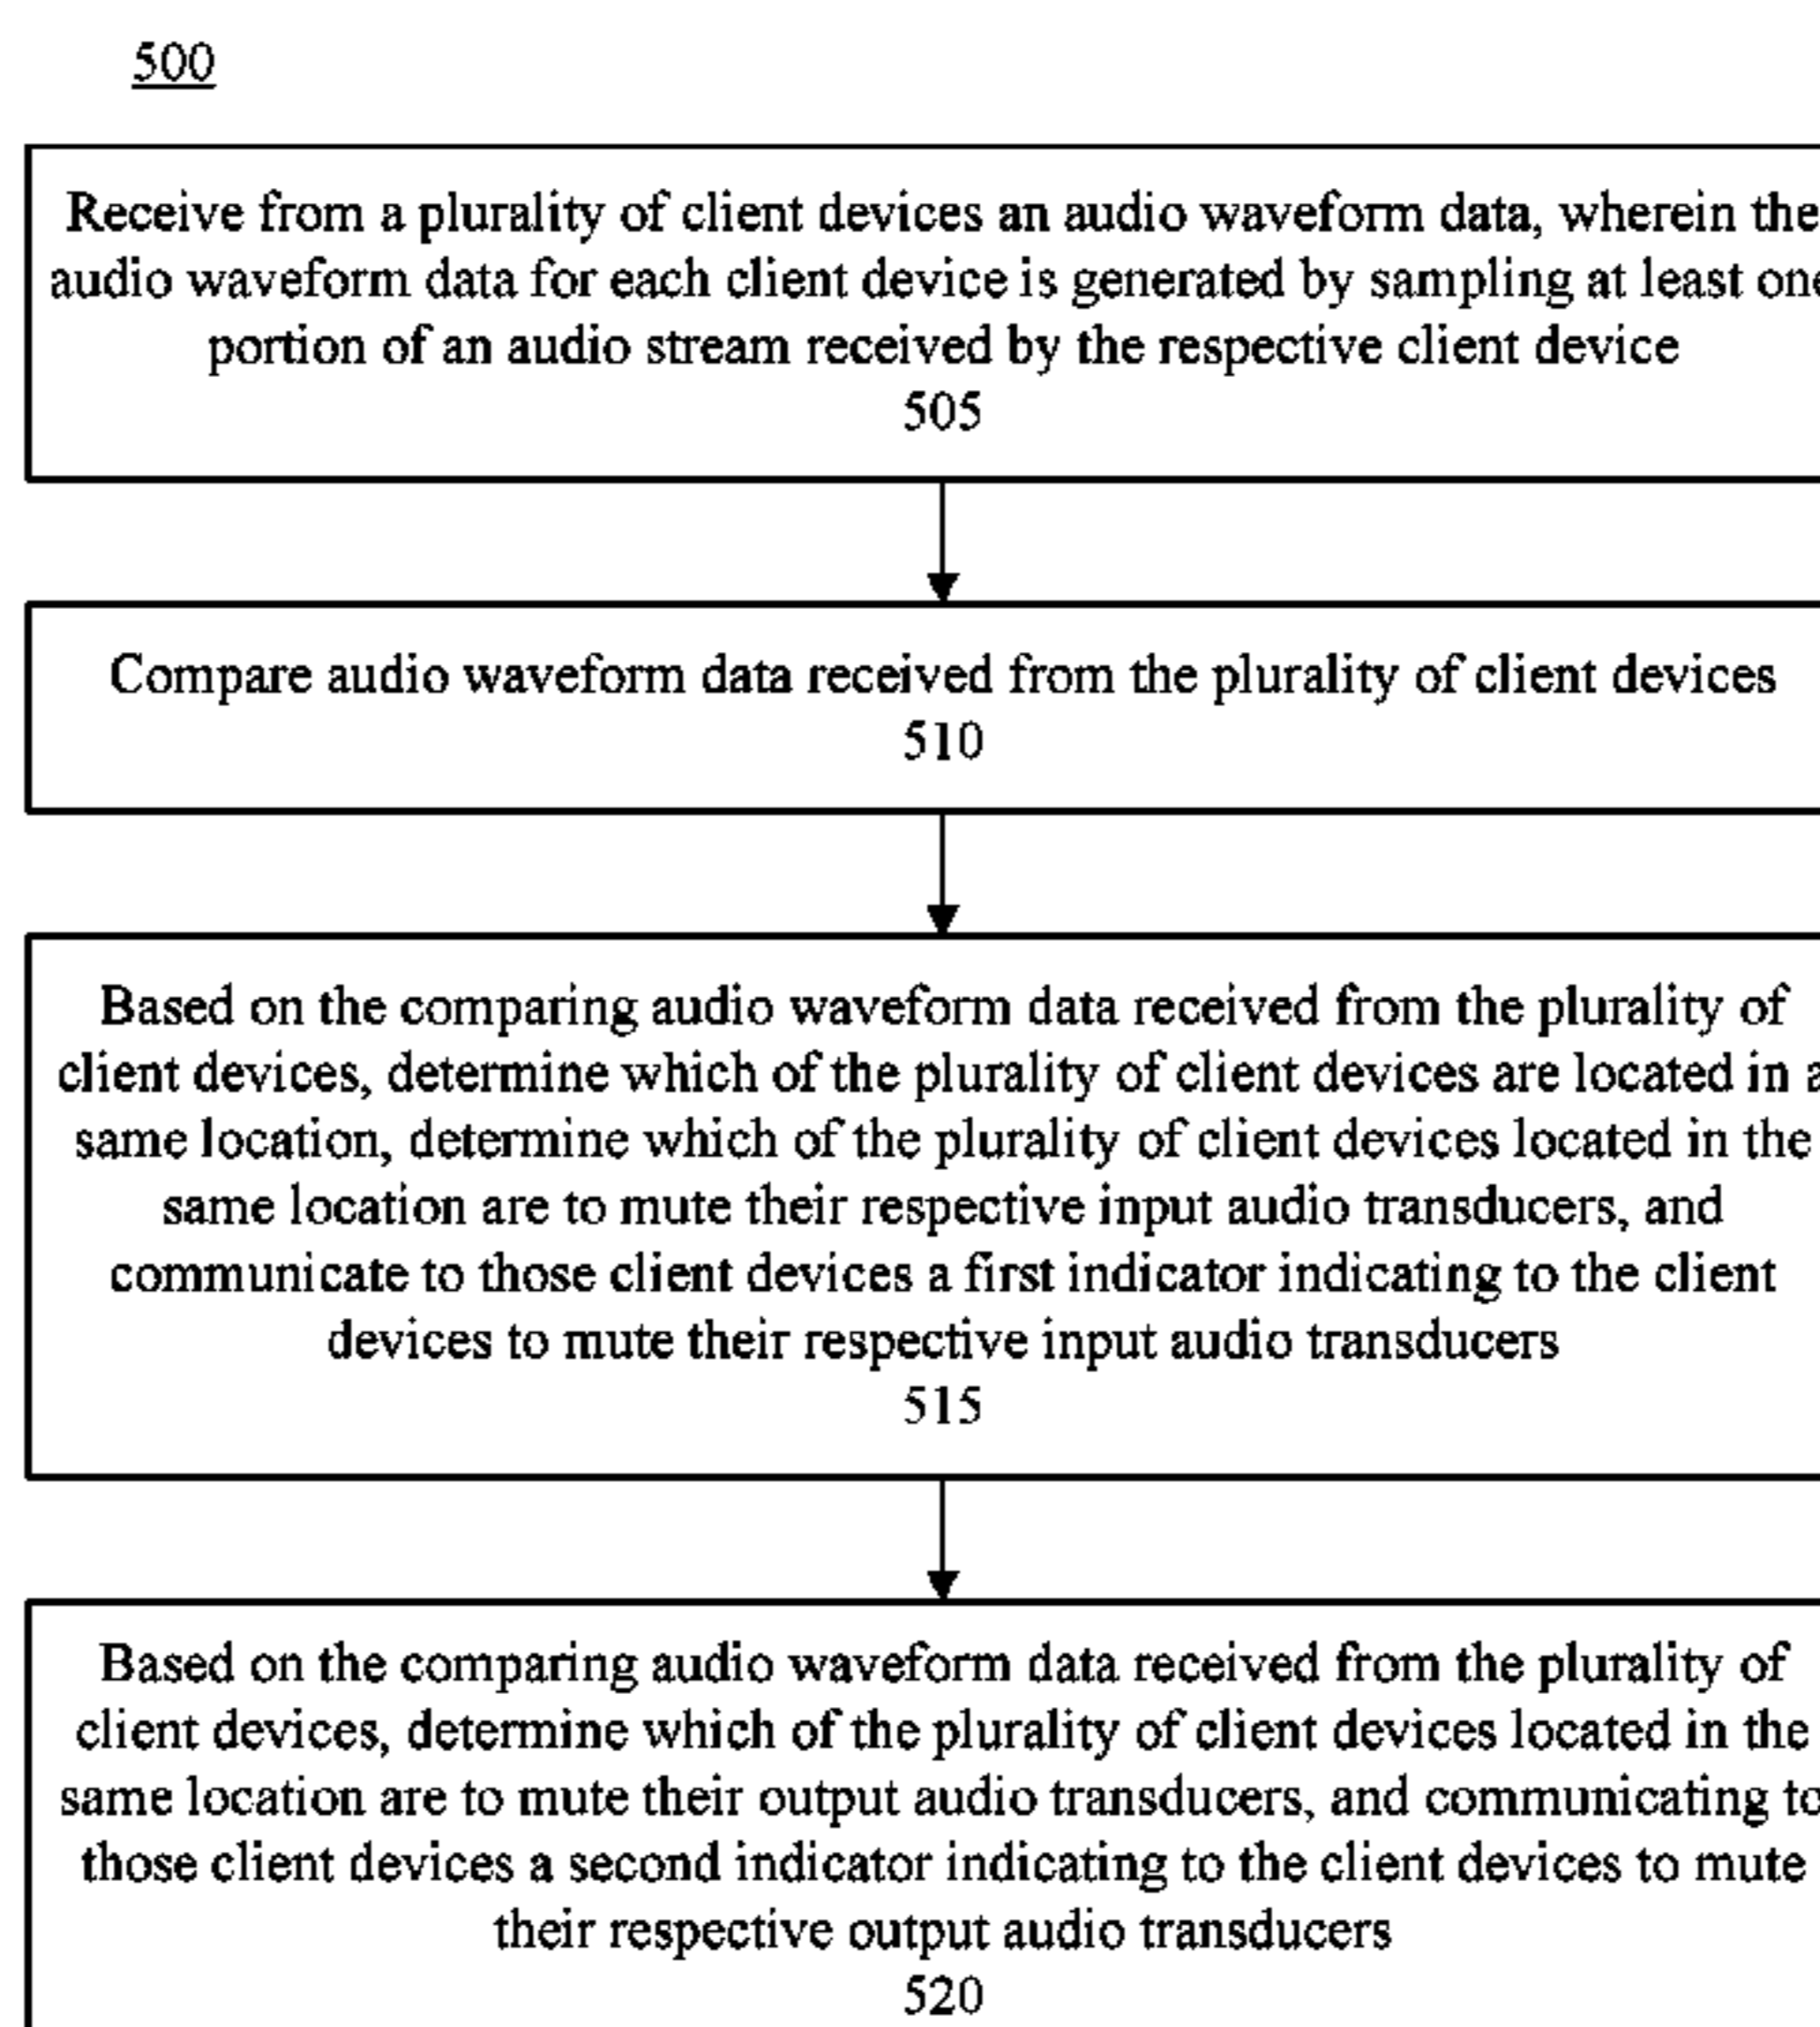 500
Receive from a plurality of client devices an audio waveform data, wherein the
audio waveform data for each client device is generated by sampling at least one
portion of an audio stream received by the respective client device
505
Compare audio waveform data received from the plurality of client devices
510
Based on the comparing audio waveform data received from the plurality of
client devices, determine which of the plurality of client devices are located in a
same location, determine which of the plurality of client devices located in the
same location are to mute their respective input audio transducers, and
communicate to those client devices a first indicator indicating to the client
devices to mute their respective input audio transducers
515
Based on the comparing audio waveform data received from the plurality of
client devices, determine which of the plurality of client devices located in the
same location are to mute their output audio transducers, and communicating to
those client devices a second indicator indicating to the client devices to mute
their respective output audio transducers
520